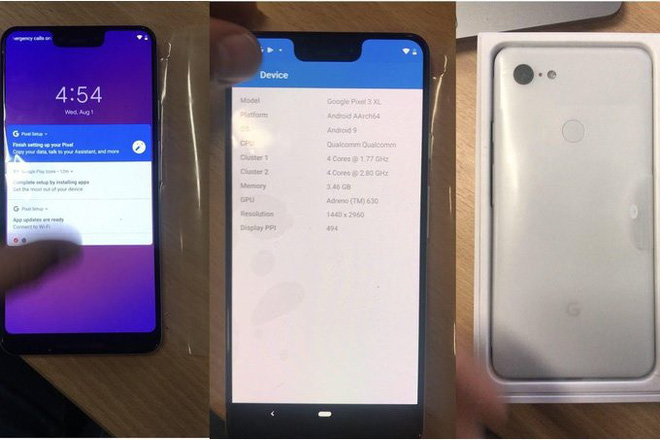 ergency calls on
4:54
Wed, Aug 1
Pixel Setup
Finish setting up your Pixel
Copy your data, talk to your Assistant, and more
Google Play Store • 12m
Complete setup by installing apps
Get the most out of your device
Pixel Setup
App updates are ready
Connect to Wi-Fi
Device
Model Google Pixel 3 XL
Platform Android AArch64
OS Android 9
CPU Qualcomm Qualcomm
Cluster 1 4 Cores @ 1.77 GHz
Cluster 2 4 Cores @ 2.80 GHz
Memory 3.46 GB
GPU Adreno (TM) 630
Resolution 1440 x 2960
Display PPI 494
G